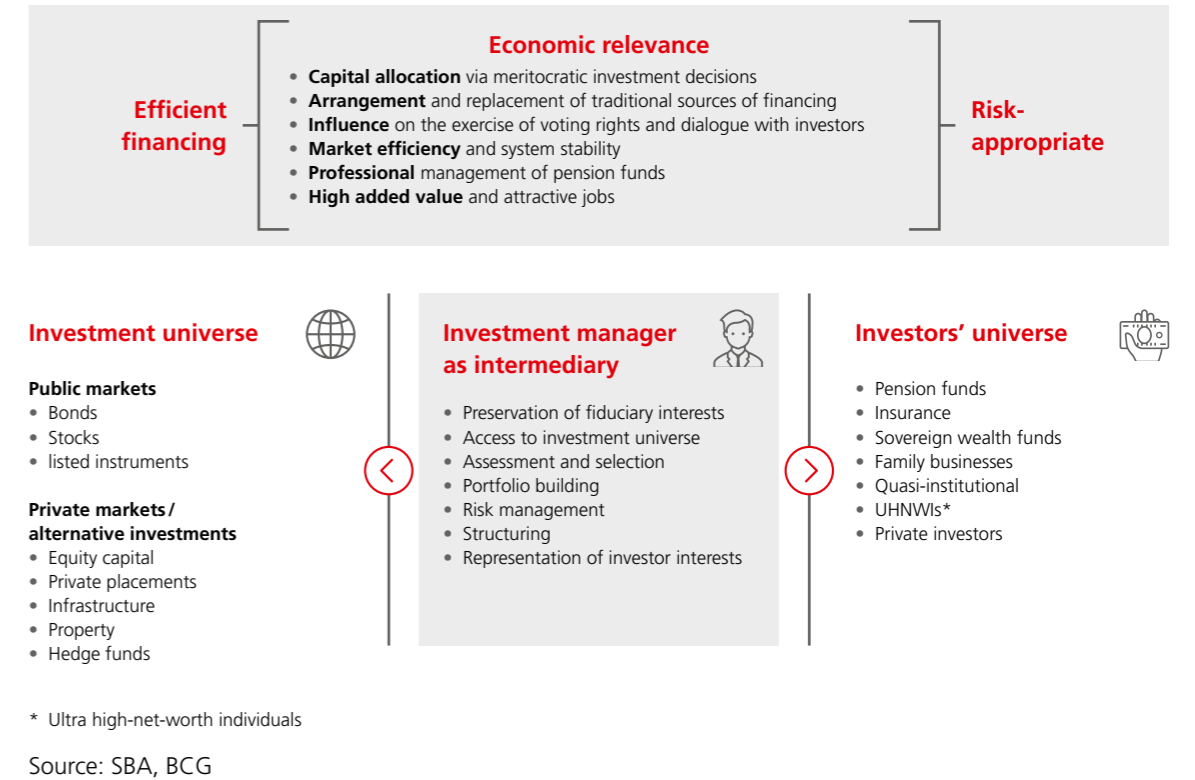 Economic relevance
Efficient
financing
• Capital allocation via meritocratic investment decisions
• Arrangement and replacement of traditional sources of financing
• Influence on the exercise of voting rights and dialogue with investors
• Market efficiency and system stability
• Professional management of pension funds
• High added value and attractive jobs
Risk-
appropriate
Investment universe
Public markets
• Bonds
• Stocks
• listed instruments
Private markets/
alternative investments
• Equity capital
• Private placements
• Infrastructure
• Property
• Hedge funds
Investment manager
as intermediary
• Preservation of fiduciary interests
• Access to investment universe
• Assessment and selection
• Portfolio building
• Risk management
• Structuring
• Representation of investor interests
Investors’ universe
• Pension funds
• Insurance
• Sovereign wealth funds
• Family businesses
• Quasi-institutional
• UHNWIs*
• Private investors
* Ultra high-net-worth individuals
Source: SBA, BCG